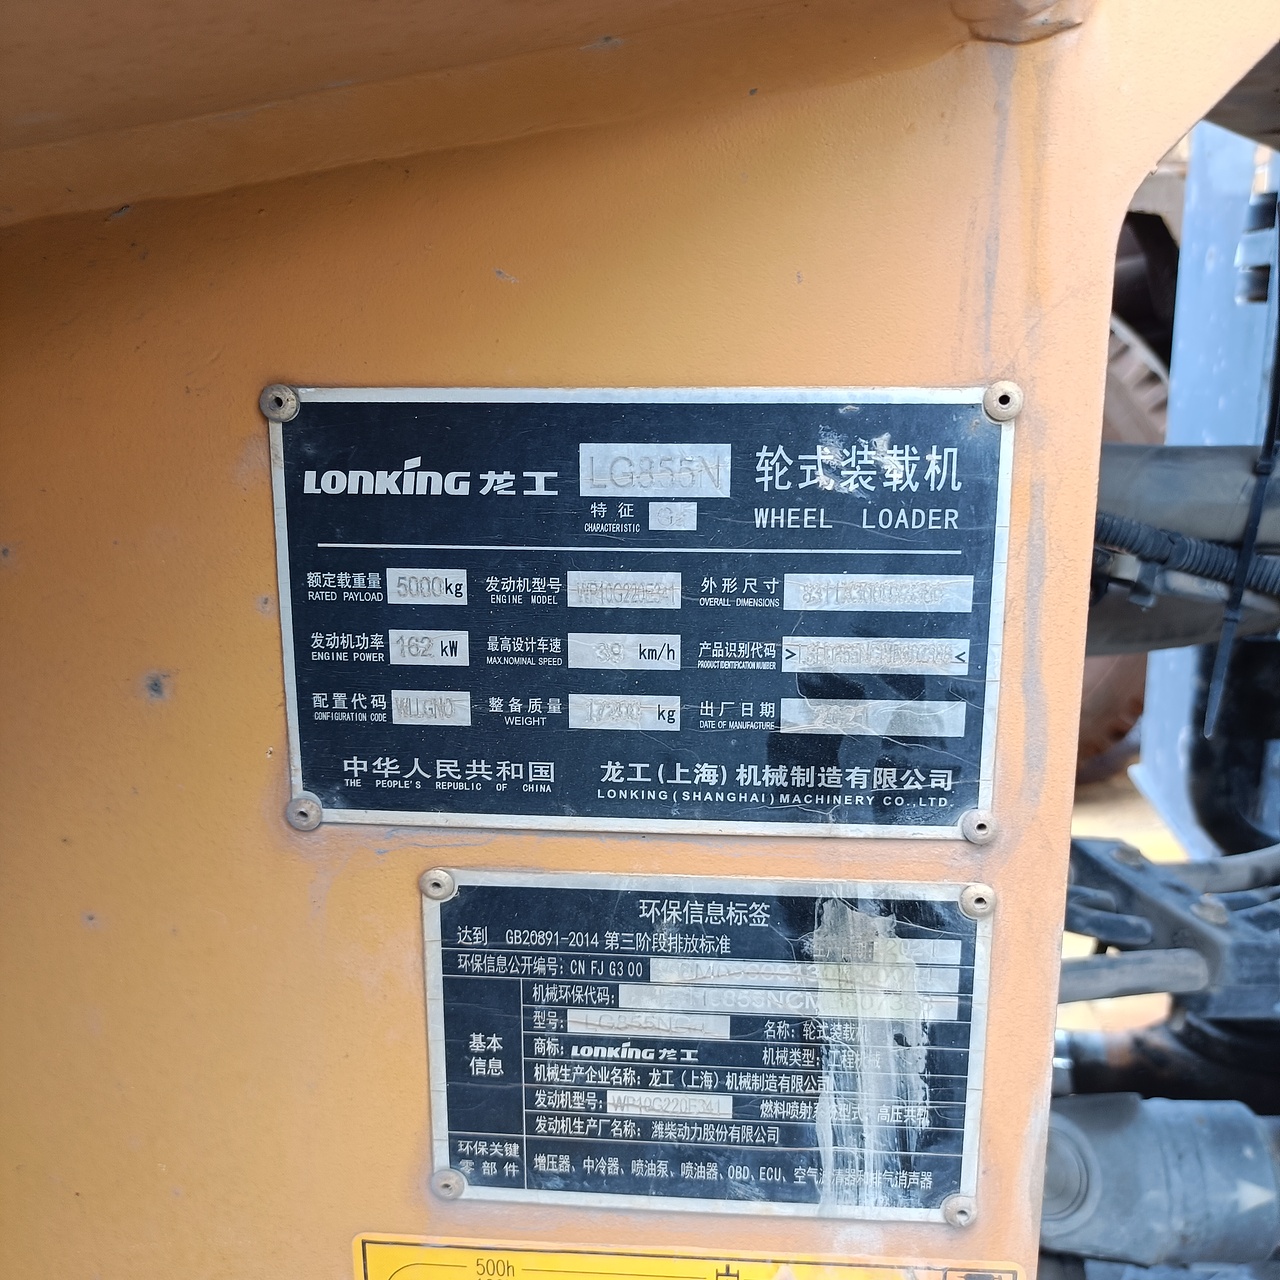 LONKING 龙工 LG855N 轮式装载机
特征
CHARACTERISTIC
WHEEL LOADER
额定载重量 5000kg 发动机型号 外形尺寸
RATED PAYLOAD ENGINE MODEL OVERALL DIMENSIONS
发动机功率 162 kW 最高设计车速 38 km/h 产品识别代码 > <
ENGINE POWER MAX.NOMINAL SPEED PRODUCT IDENTIFICATION NUMBER
配置代码 整备质量 kg 出厂日期
CONFIGURATION CODE WEIGHT DATE OF MANUFACTURE
中华人民共和国 龙工(上海)机械制造有限公司
THE PEOPLE'S REPUBLIC OF CHINA LONKING(SHANGHAI)MACHINERY CO.,LTD.
环保信息标签
达到 GB20891-2014 第三阶段排放标准
环保信息公开编号: CN FJ G3 00
机械环保代码:
基本信息
型号: 名称: 轮式装载机
商标: LONKING 龙工 机械类型: 工程机械
机械生产企业名称: 龙工(上海)机械制造有限公司
发动机型号: 燃料喷射系统型式: 高压共轨
发动机生产厂名称: 潍柴动力股份有限公司
环保关键零部件
增压器、中冷器、喷油泵、喷油器、OBD、ECU、空气滤清器和排气消声器
500h